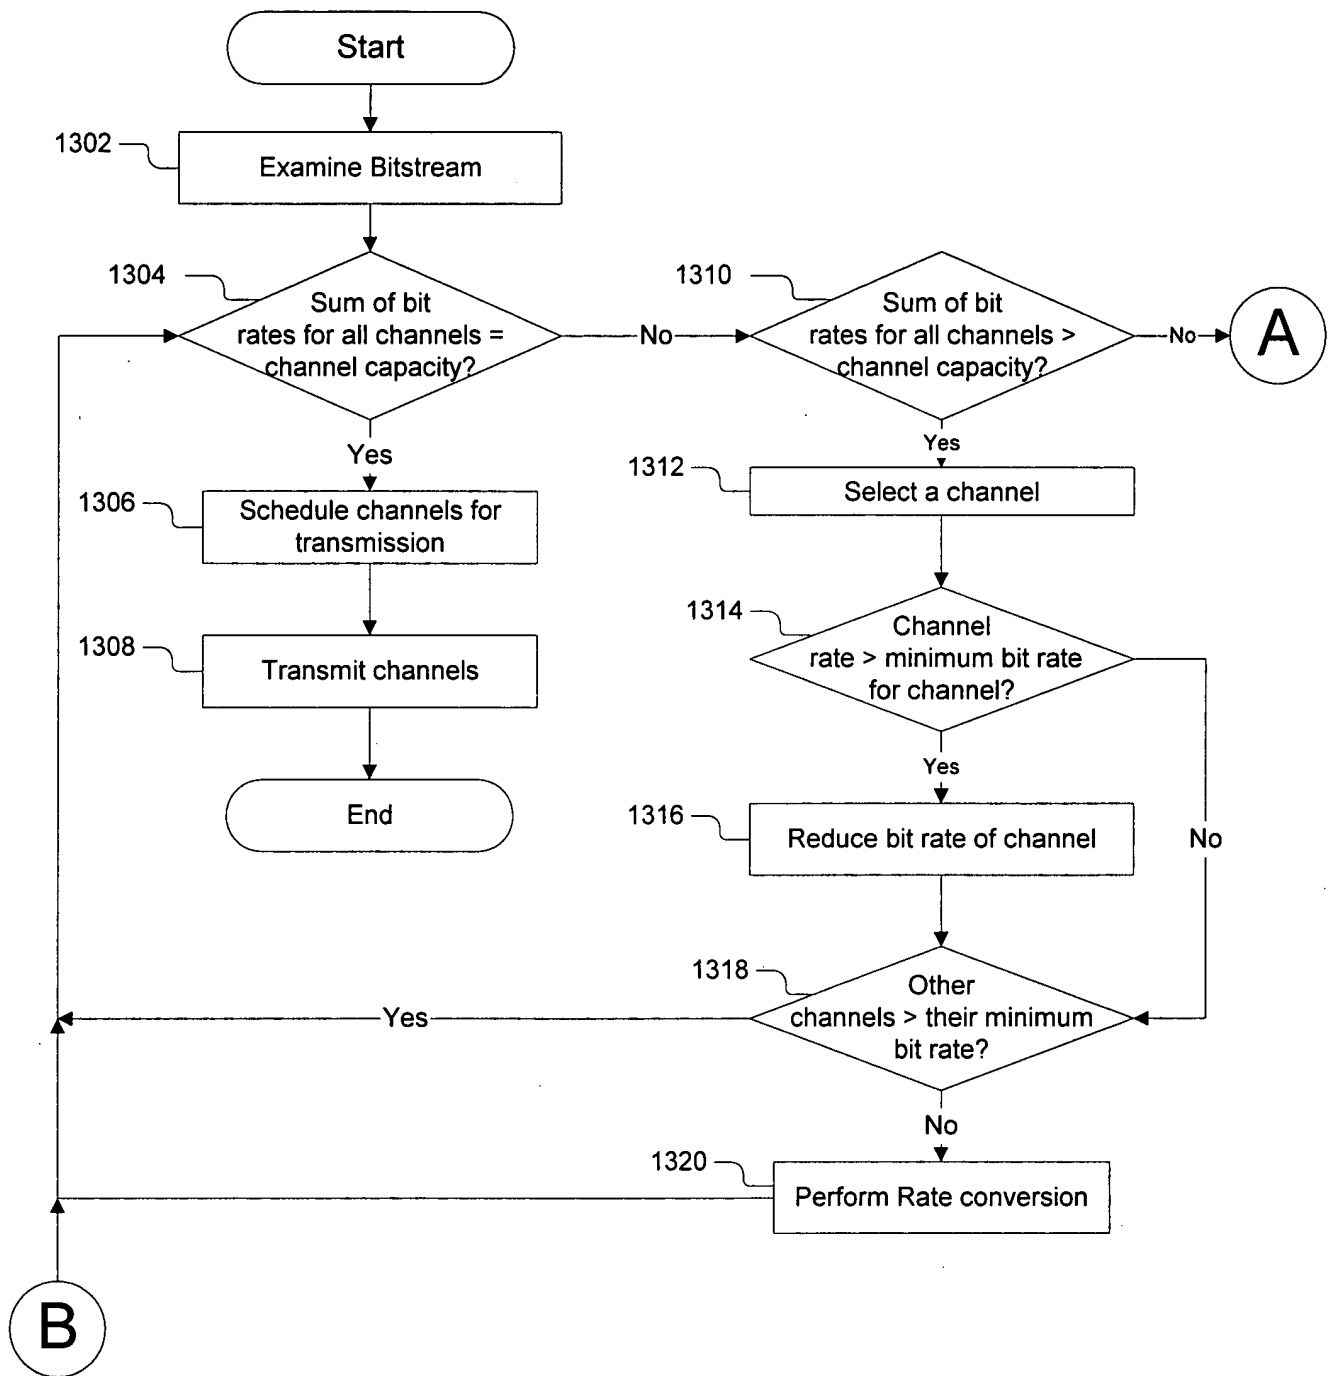 Start
1302
Examine Bitstream
1304
Sum of bit
rates for all channels =
channel capacity?
No
1310
Sum of bit
rates for all channels >
channel capacity?
No
A
Yes
Yes
1306
Schedule channels for
transmission
1312
Select a channel
1308
Transmit channels
1314
Channel
rate > minimum bit rate
for channel?
Yes
No
End
1316
Reduce bit rate of channel
1318
Other
channels > their minimum
bit rate?
Yes
No
1320
Perform Rate conversion
B